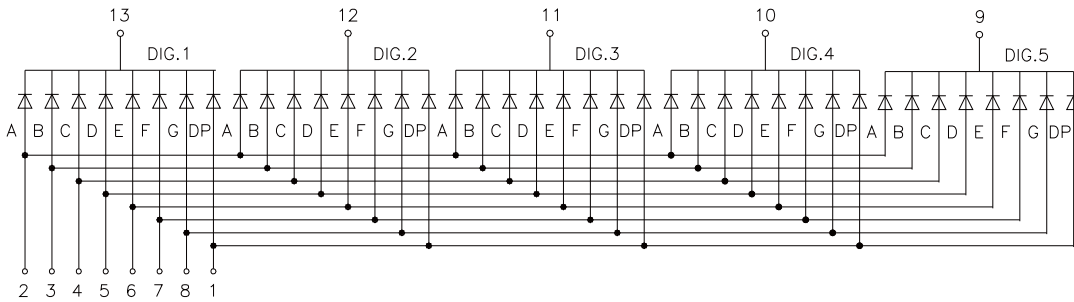 13 12 11 10 9
DIG.1 DIG.2 DIG.3 DIG.4 DIG.5
A B C D E F G DP A B C D E F G DP A B C D E F G DP A B C D E F G DP A B C D E F G DP
2 3 4 5 6 7 8 1